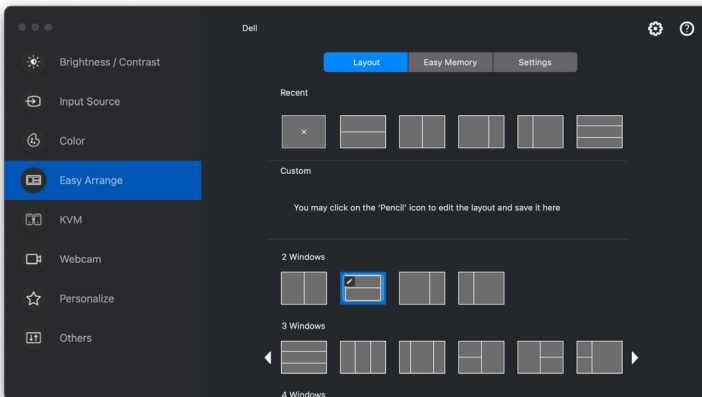 Dell
Layout
Easy Memory
Settings
Brightness / Contrast
Input Source
Color
Easy Arrange
KVM
Webcam
Personalize
Others
Recent
Custom
You may click on the 'Pencil' icon to edit the layout and save it here
2 Windows
3 Windows
4 Windows